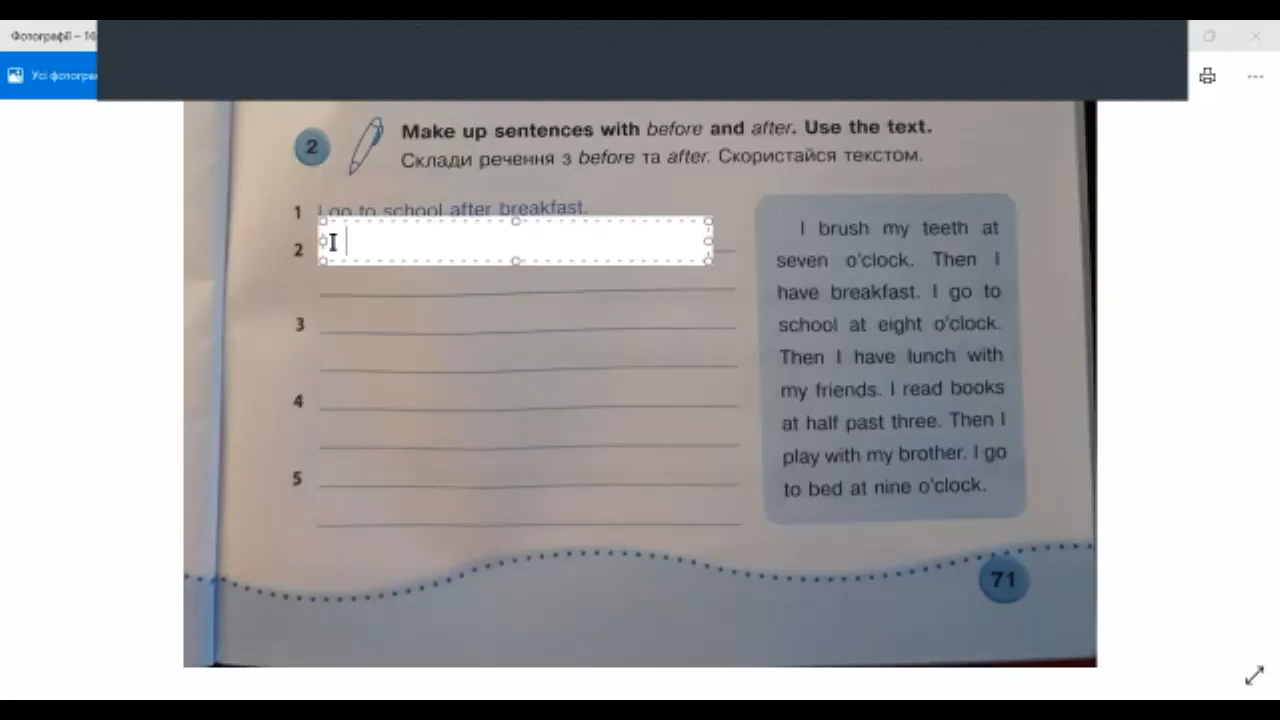 Фотографії – 16
Усі фотогра
2
Make up sentences with before and after. Use the text.
Склади речення з before та after. Скористайся текстом.
1 I go to school after breakfast.
2 I
3
4
5
I brush my teeth at
seven o'clock. Then I
have breakfast. I go to
school at eight o'clock.
Then I have lunch with
my friends. I read books
at half past three. Then I
play with my brother. I go
to bed at nine o'clock.
71